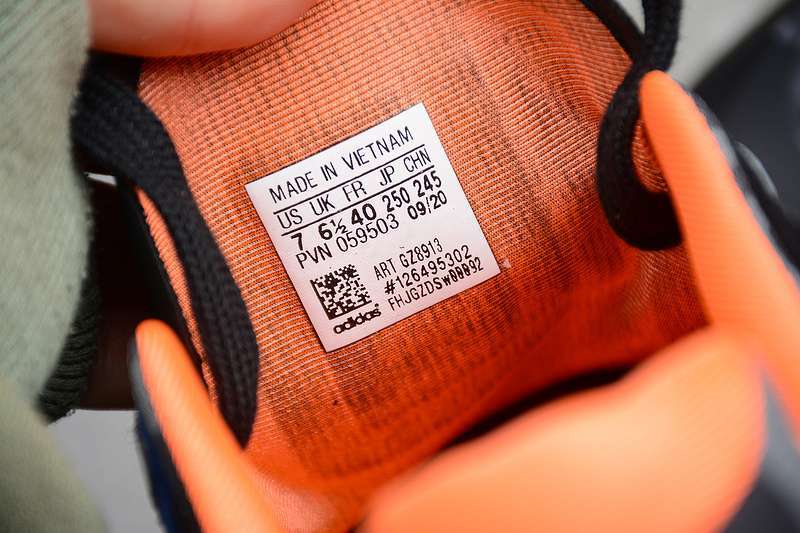 MADE IN VIETNAM
US UK FR JP CHN
7 6½ 40 250 245
PVN 059503 09/20
ART GZ8913
#126495302
adidas